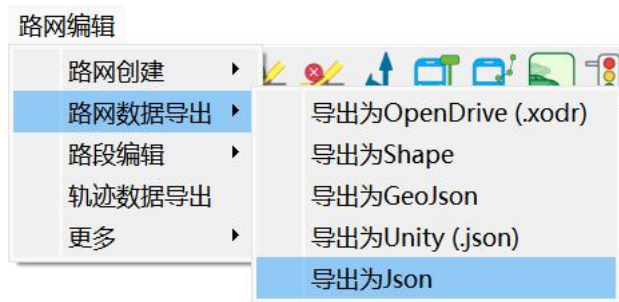 路网编辑
路网创建
路网数据导出
路段编辑
轨迹数据导出
更多
导出为OpenDrive (.xodr)
导出为Shape
导出为GeoJson
导出为Unity (.json)
导出为Json